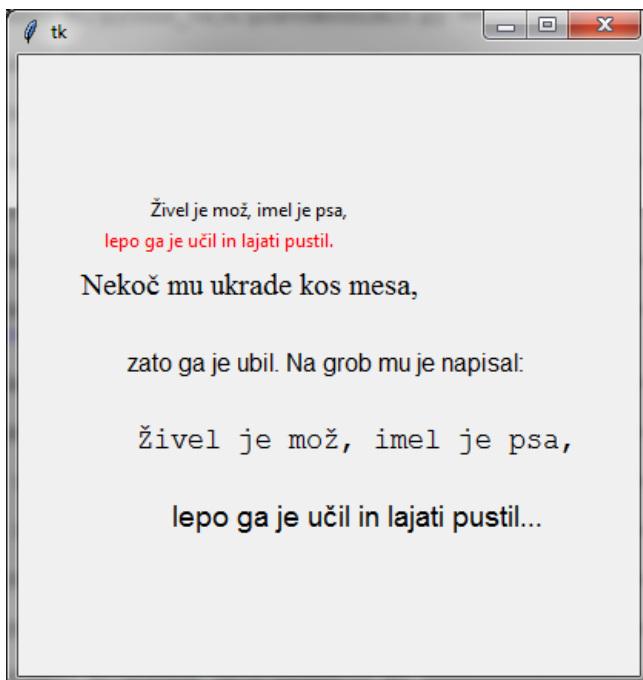 tk
Živel je mož, imel je psa,
lepo ga je učil in lajati pustil.
Nekoč mu ukrade kos mesa,
zato ga je ubil. Na grob mu je napisal:
Živel je mož, imel je psa,
lepo ga je učil in lajati pustil...